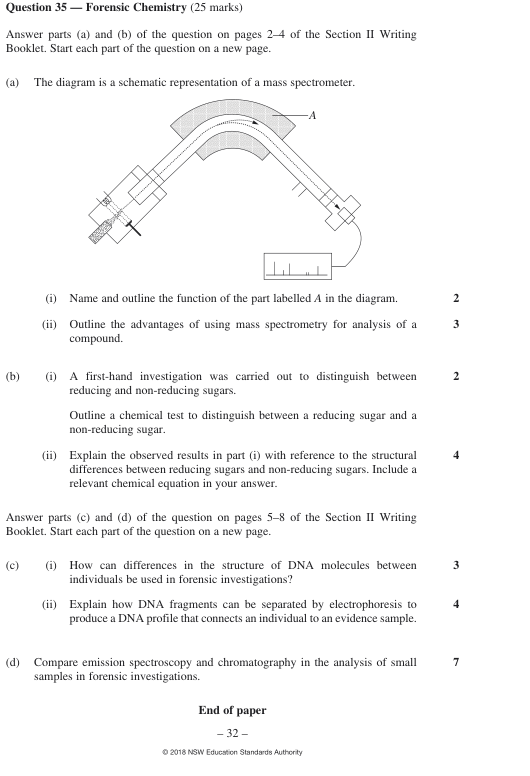 Question 35 — Forensic Chemistry (25 marks)
Answer parts (a) and (b) of the question on pages 2–4 of the Section II Writing
Booklet. Start each part of the question on a new page.
(a) The diagram is a schematic representation of a mass spectrometer.
A
(i) Name and outline the function of the part labelled A in the diagram. 2
(ii) Outline the advantages of using mass spectrometry for analysis of a 3
compound.
(b) (i) A first-hand investigation was carried out to distinguish between 2
reducing and non-reducing sugars.
Outline a chemical test to distinguish between a reducing sugar and a
non-reducing sugar.
(ii) Explain the observed results in part (i) with reference to the structural 4
differences between reducing sugars and non-reducing sugars. Include a
relevant chemical equation in your answer.
Answer parts (c) and (d) of the question on pages 5–8 of the Section II Writing
Booklet. Start each part of the question on a new page.
(c) (i) How can differences in the structure of DNA molecules between 3
individuals be used in forensic investigations?
(ii) Explain how DNA fragments can be separated by electrophoresis to 4
produce a DNA profile that connects an individual to an evidence sample.
(d) Compare emission spectroscopy and chromatography in the analysis of small 7
samples in forensic investigations.
End of paper
– 32 –
© 2018 NSW Education Standards Authority